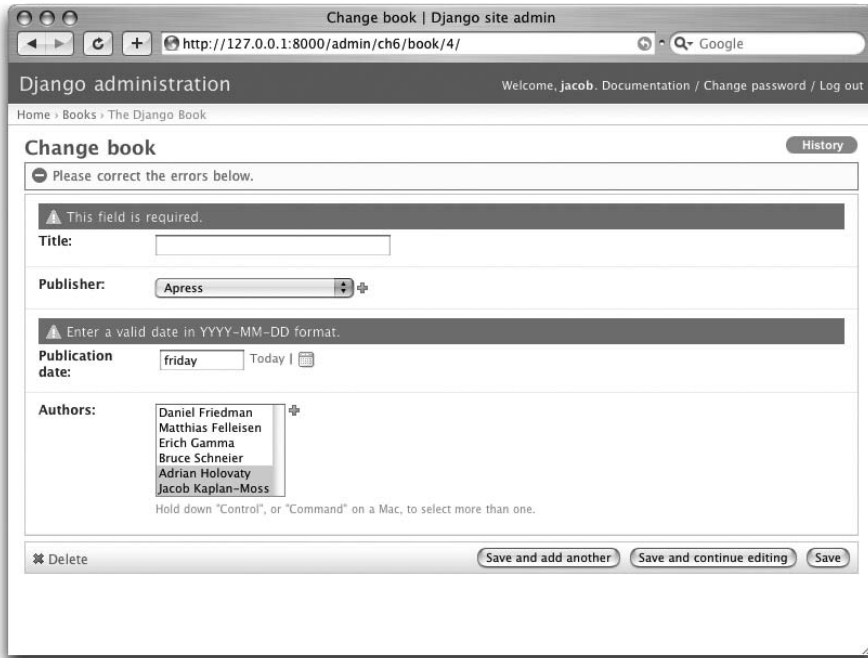 Change book | Django site admin
http://127.0.0.1:8000/admin/ch6/book/4/
Google
Django administration
Welcome, jacob. Documentation / Change password / Log out
Home › Books › The Django Book
Change book
History
Please correct the errors below.
This field is required.
Title:
Publisher:
Apress
Enter a valid date in YYYY-MM-DD format.
Publication
date:
friday
Today |
Authors:
Daniel Friedman
Matthias Felleisen
Erich Gamma
Bruce Schneier
Adrian Holovaty
Jacob Kaplan-Moss
Hold down "Control", or "Command" on a Mac, to select more than one.
Delete
Save and add another
Save and continue editing
Save